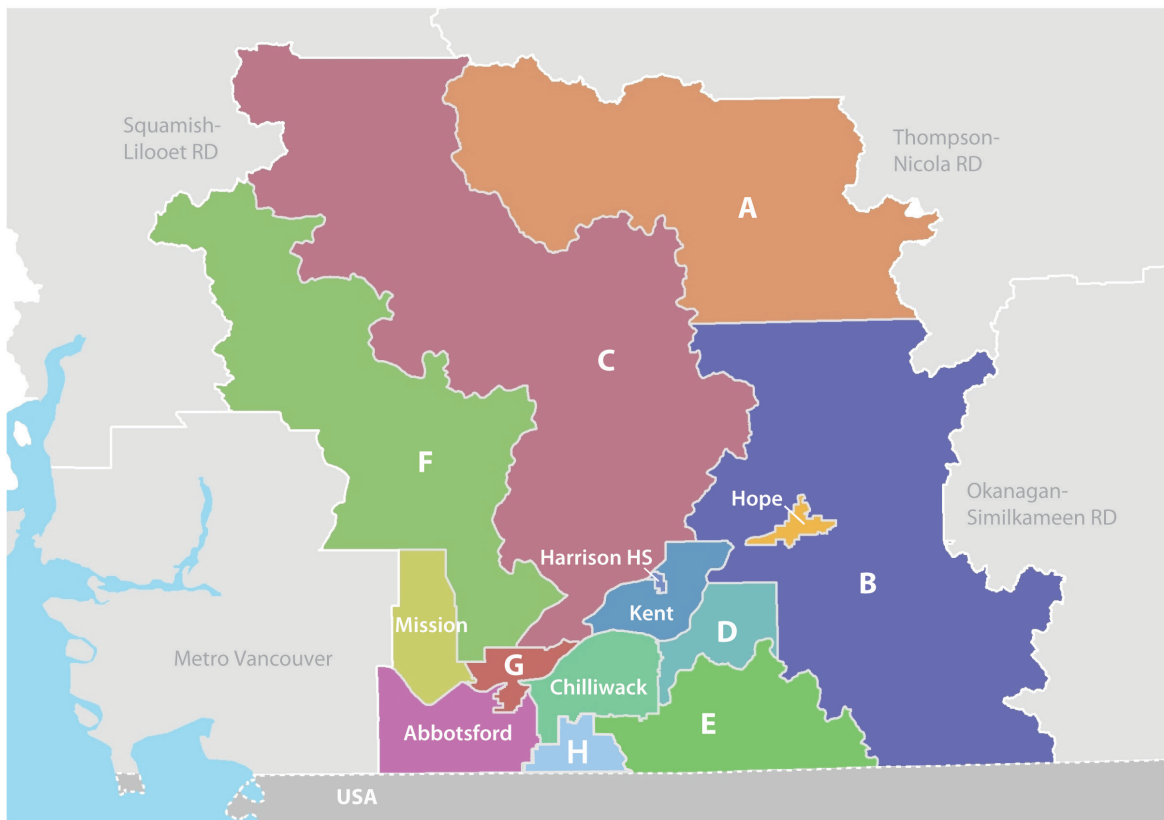 Squamish-
Lilooet RD
Thompson-
Nicola RD
A
C
F
Hope
Okanagan-
Similkameen RD
Harrison HS
B
Kent
Mission
D
Metro Vancouver
G
Chilliwack
Abbotsford
E
H
USA